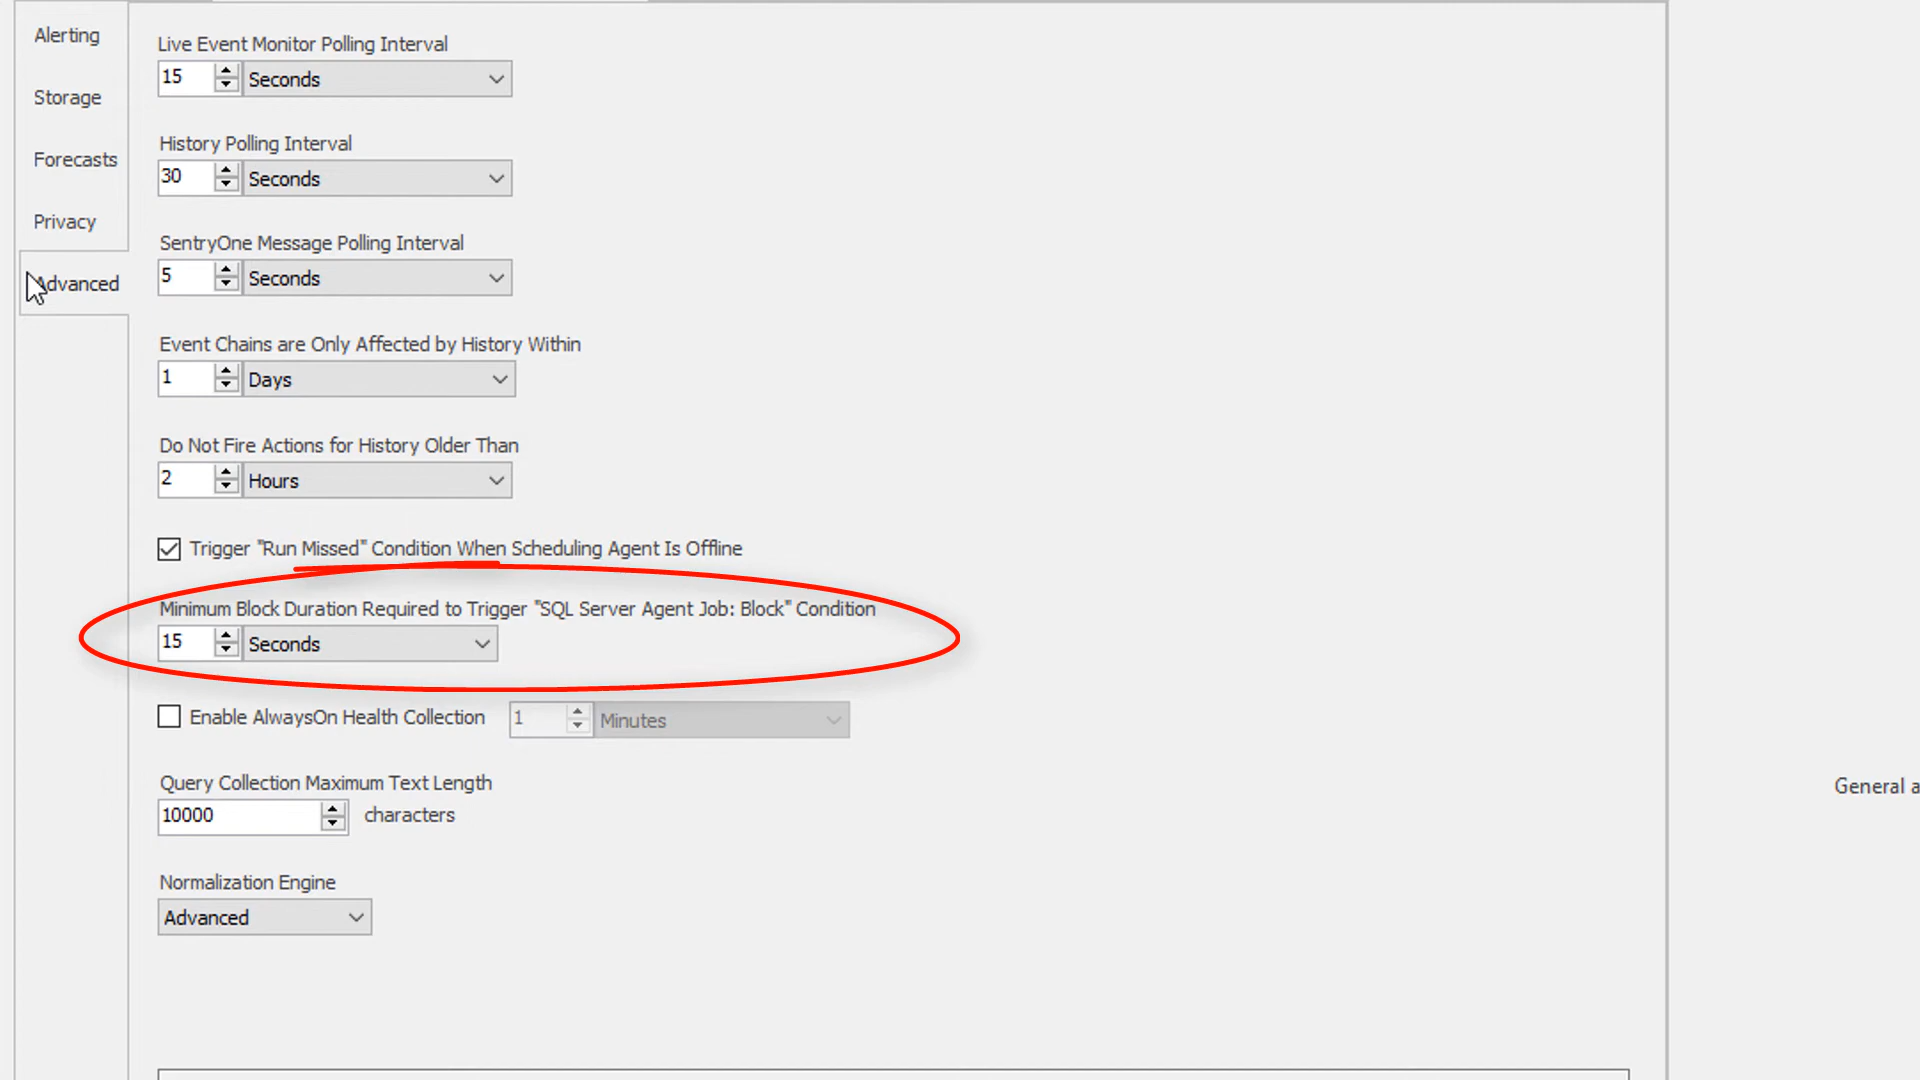 Alerting
Storage
Forecasts
Privacy
Advanced
Live Event Monitor Polling Interval
15 Seconds
History Polling Interval
30 Seconds
SentryOne Message Polling Interval
5 Seconds
Event Chains are Only Affected by History Within
1 Days
Do Not Fire Actions for History Older Than
2 Hours
Trigger "Run Missed" Condition When Scheduling Agent Is Offline
Minimum Block Duration Required to Trigger "SQL Server Agent Job: Block" Condition
15 Seconds
Enable AlwaysOn Health Collection 1 Minutes
Query Collection Maximum Text Length
10000 characters
Normalization Engine
Advanced
General a